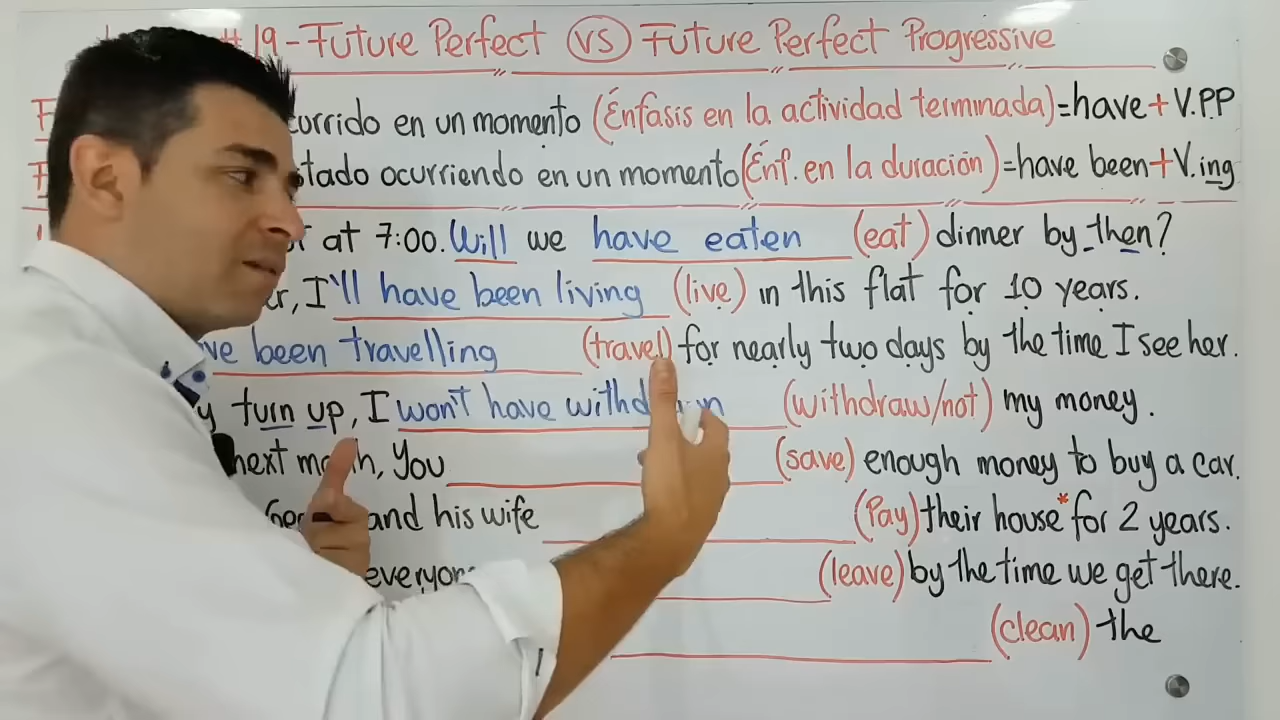 #19-Future Perfect VS Future Perfect Progressive
en un momento (Énfasis en la actividad terminada)=have+V.PP
ocurriendo en un momento(Énf. en la duración)=have been+V.ing
at 7:00. Will we have eaten (eat) dinner by then?
I'll have been living (live) in this flat for 10 years.
been travelling (travel) for nearly two days by the time I see her.
turn up, I won't have (withdraw/not) my money.
next You (save) enough money to buy a car.
and his wife (Pay) their house* for 2 years.
(leave) by the time we get there.
(clean) the